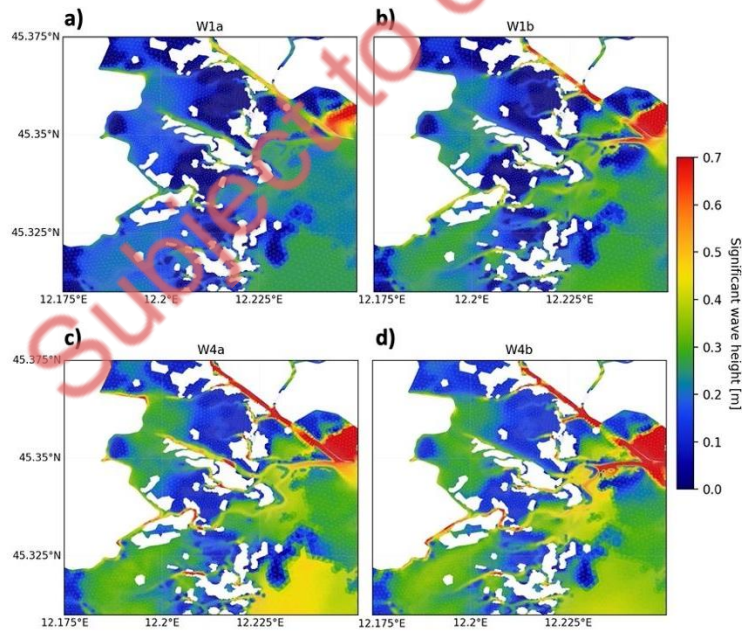 a)
W1a
b)
W1b
45.375°N
45.35°N
45.325°N
12.175°E
12.2°E
12.225°E
12.175°E
12.2°E
12.225°E
c)
W4a
d)
W4b
45.375°N
45.35°N
45.325°N
12.175°E
12.2°E
12.225°E
12.175°E
12.2°E
12.225°E
0.7
0.6
0.5
0.4
0.3
0.2
0.1
0.0
Significant wave height [m]
Subject to